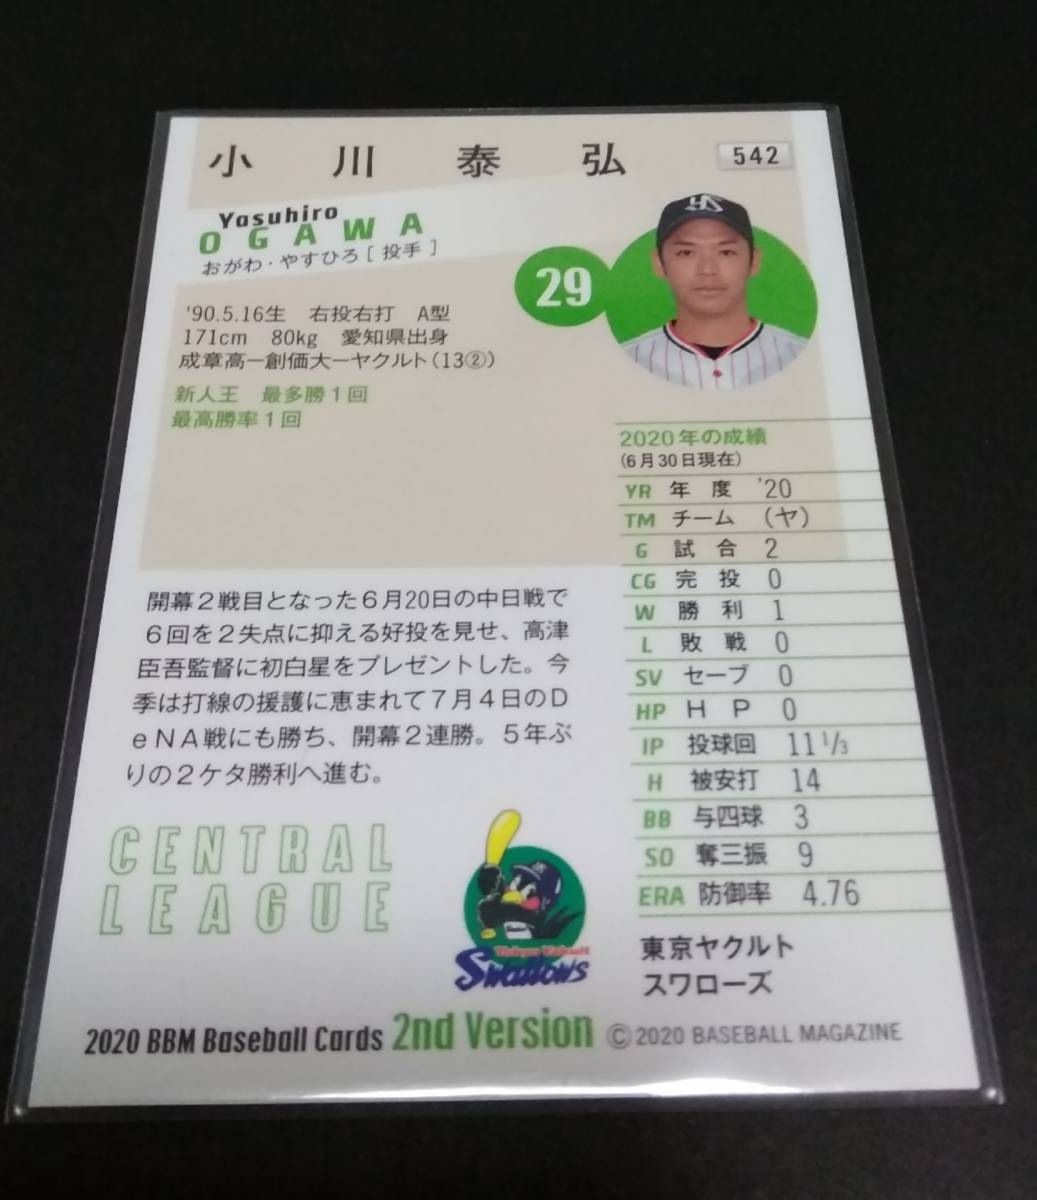 小川泰弘
542
Yasuhiro
OGAWA
おがわ・やすひろ[投手]
29
'90.5.16生 右投右打 A型
171cm 80kg 愛知県出身
成章高ー創価大ーヤクルト(13②)
新人王 最多勝1回
最高勝率1回
2020年の成績
(6月30日現在)
YR 年度 '20
TM チーム (ヤ)
G 試合 2
CG 完投 0
W 勝利 1
L 敗戦 0
SV セーブ 0
HP HP 0
IP 投球回 11 1/3
H 被安打 14
BB 与四球 3
SO 奪三振 9
ERA 防御率 4.76
開幕2戦目となった6月20日の中日戦で
6回を2失点に抑える好投を見せ、高津
臣吾監督に初白星をプレゼントした。今
季は打線の援護に恵まれて7月4日のD
eNA戦にも勝ち、開幕2連勝。5年ぶ
りの2ケタ勝利へ進む。
CENTRAL
LEAGUE
Tokyo Yakult
Swallows
東京ヤクルト
スワローズ
2020 BBM Baseball Cards 2nd Version © 2020 BASEBALL MAGAZINE